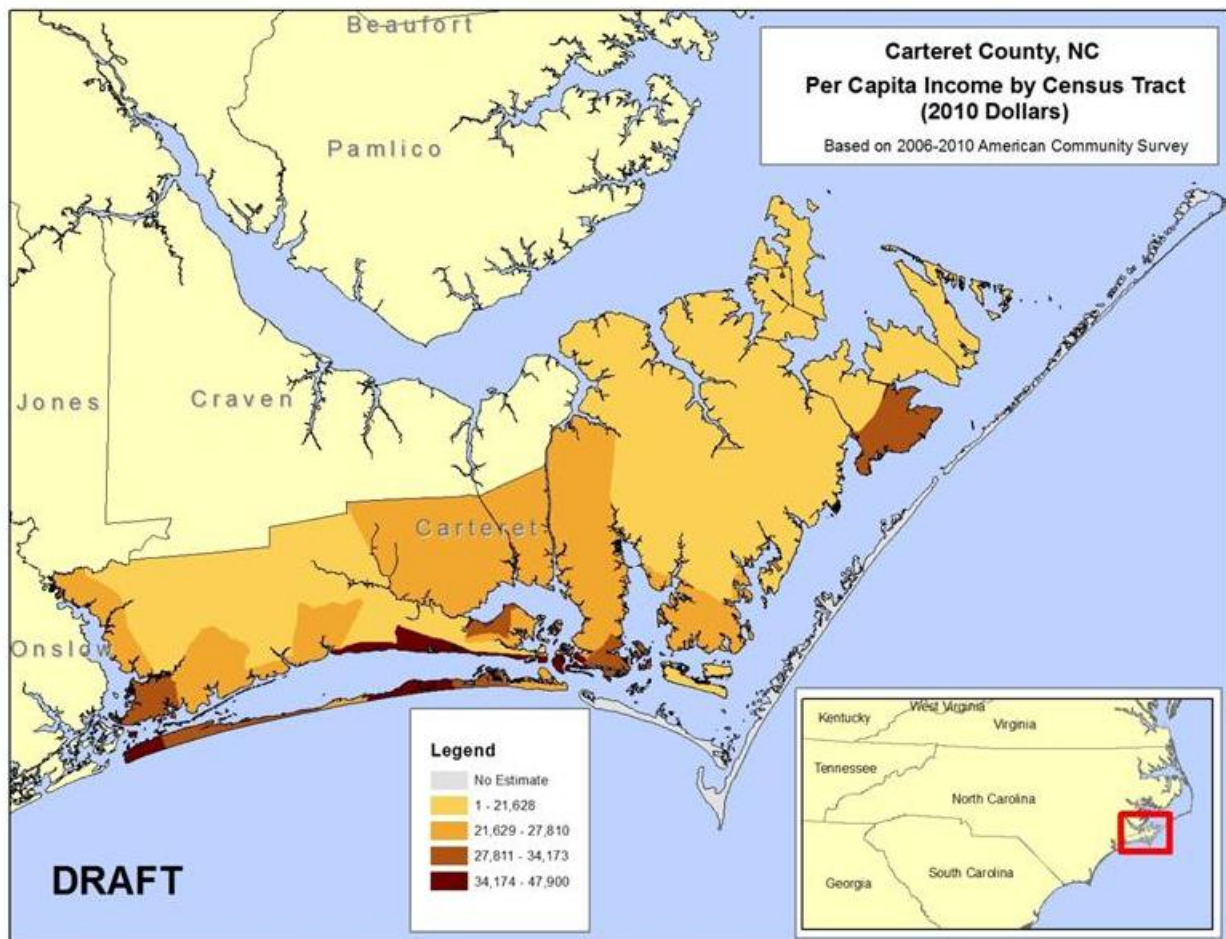 Beaufort
Pamlico
Jones
Craven
Carteret
Onslow
Carteret County, NC
Per Capita Income by Census Tract
(2010 Dollars)
Based on 2006-2010 American Community Survey
Legend
No Estimate
1 - 21,628
21,629 - 27,810
27,811 - 34,173
34,174 - 47,900
DRAFT
West Virginia
Kentucky
Virginia
Tennessee
North Carolina
South Carolina
Georgia